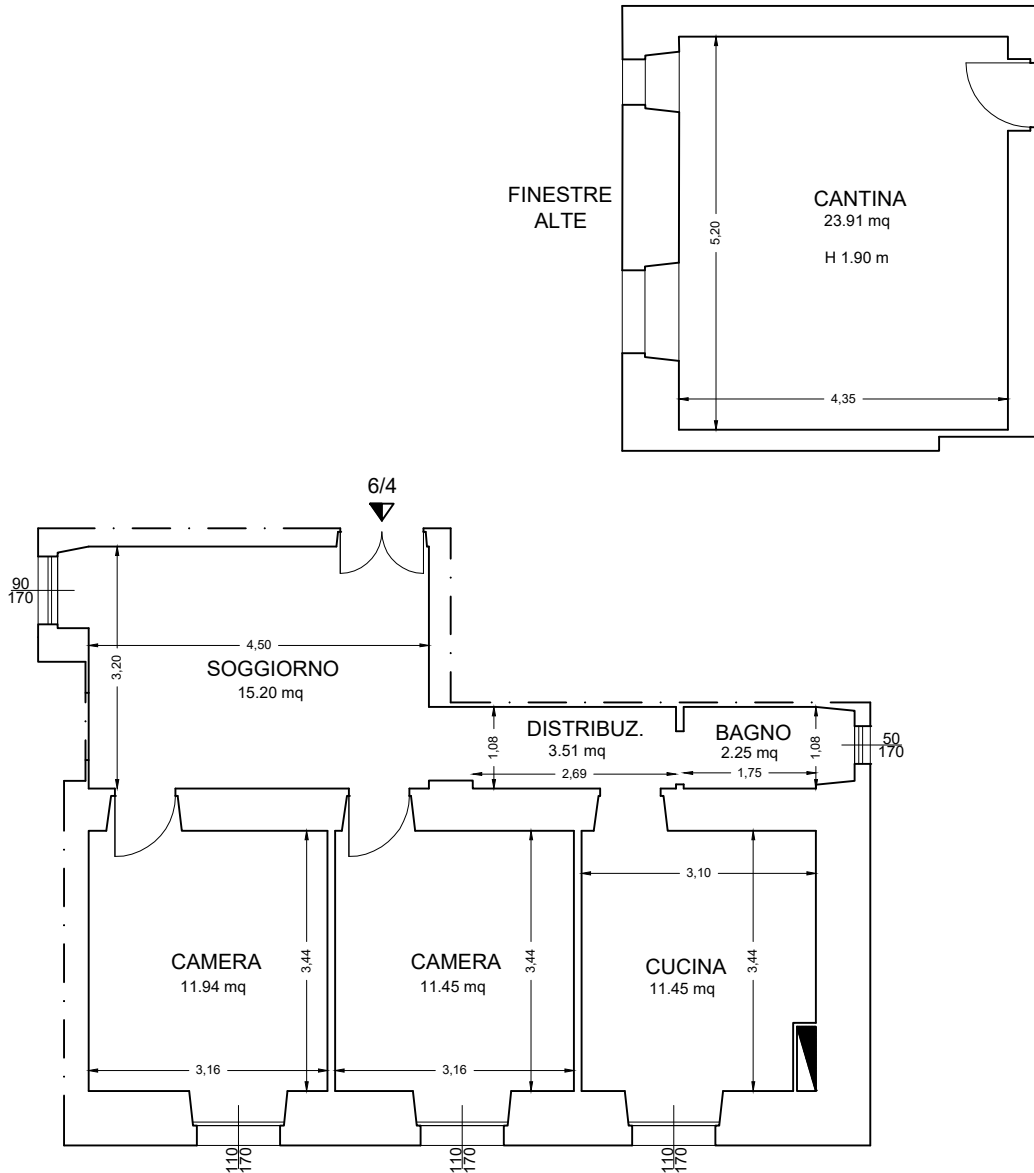 FINESTRE
ALTE
CANTINA
23.91 mq
H 1.90 m
5,20
4,35
6/4
90
170
3,20
4,50
SOGGIORNO
15.20 mq
1,08
DISTRIBUZ.
3.51 mq
2,69
BAGNO
2.25 mq
1,75
1,08
50
170
CAMERA
11.94 mq
3,44
3,16
CAMERA
11.45 mq
3,44
3,16
3,10
CUCINA
11.45 mq
3,44
110
170
110
170
110
170